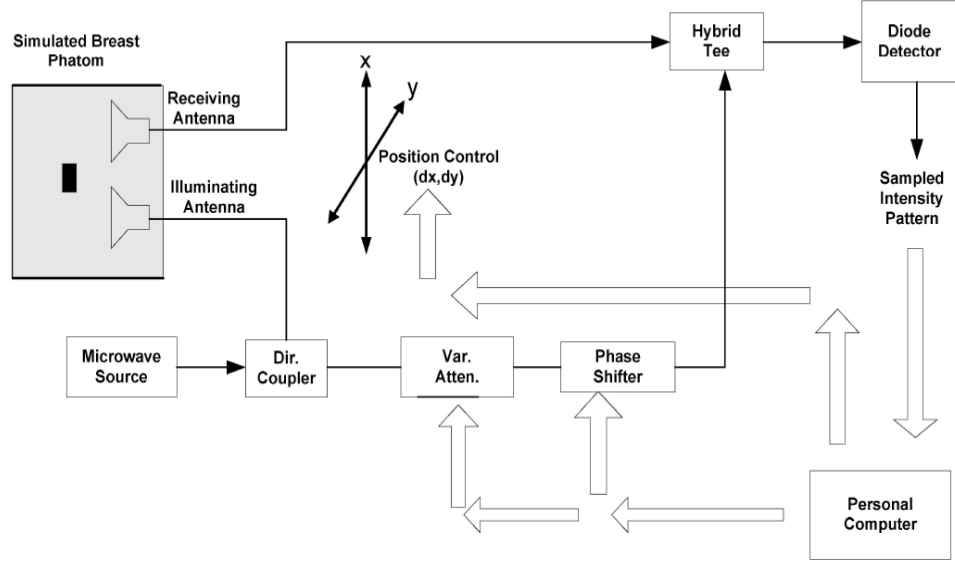 Simulated Breast
Phatom
Receiving
Antenna
Illuminating
Antenna
x
y
Position Control
(dx,dy)
Hybrid
Tee
Diode
Detector
Sampled
Intensity
Pattern
Microwave
Source
Dir.
Coupler
Var.
Atten.
Phase
Shifter
Personal
Computer